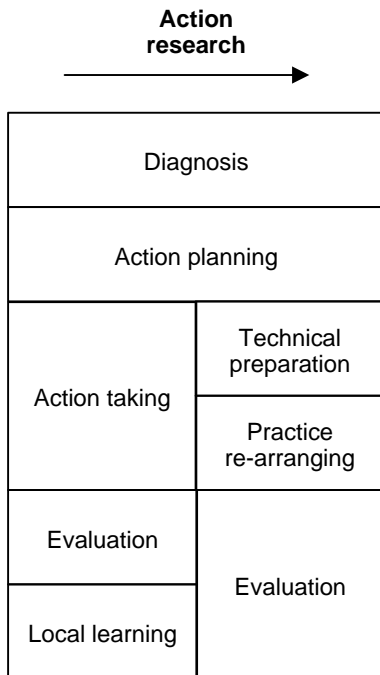 Action
research
Diagnosis
Action planning
Action taking
Technical
preparation
Practice
re-arranging
Evaluation
Local learning
Evaluation